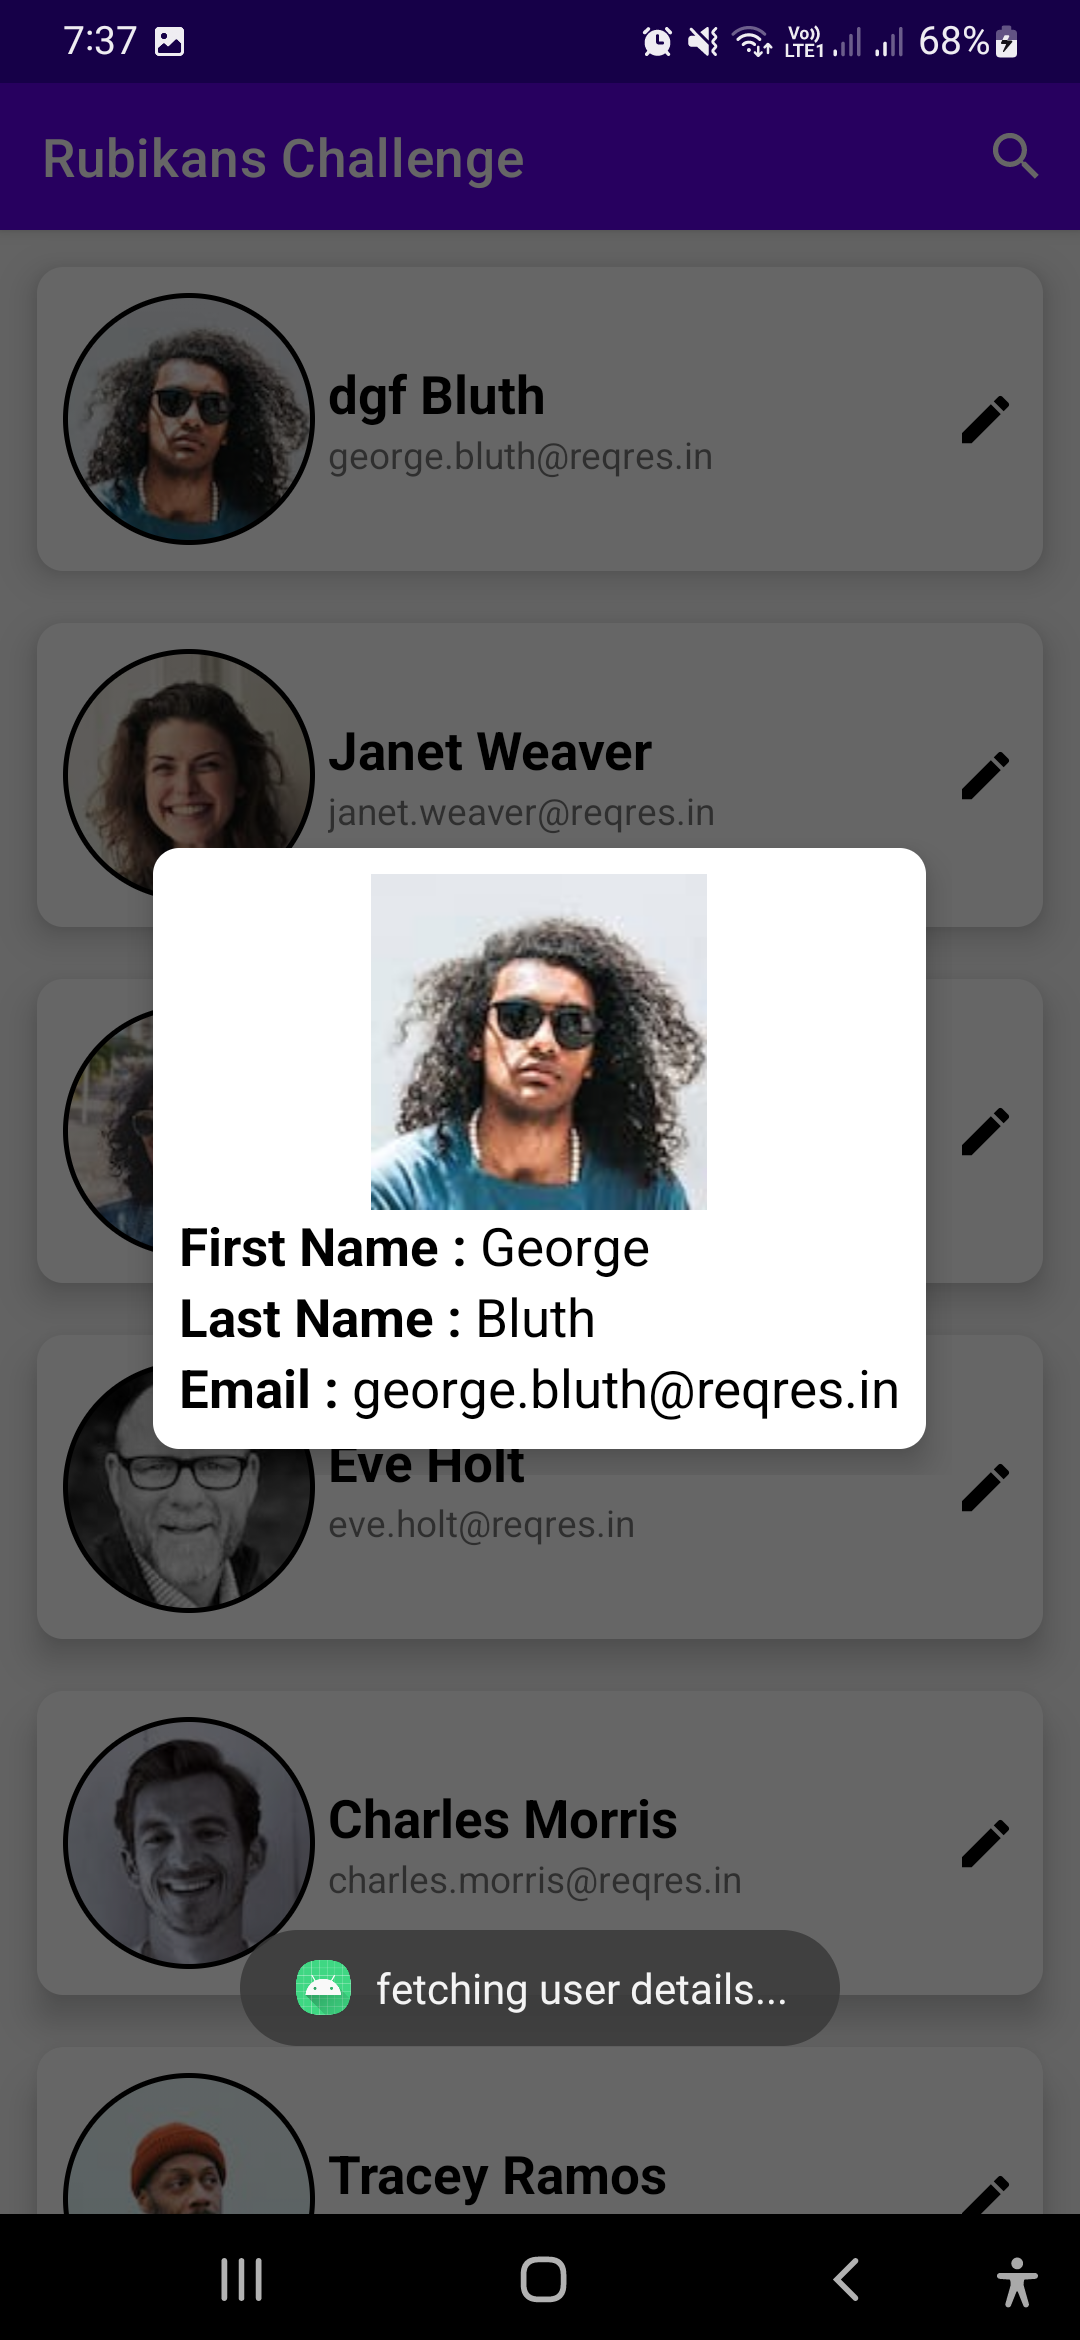 7:37
Vo)) LTE1 68%
Rubikans Challenge
dgf Bluth
george.bluth@reqres.in
Janet Weaver
janet.weaver@reqres.in
First Name : George
Last Name : Bluth
Email : george.bluth@reqres.in
Eve Holt
eve.holt@reqres.in
Charles Morris
charles.morris@reqres.in
fetching user details...
Tracey Ramos